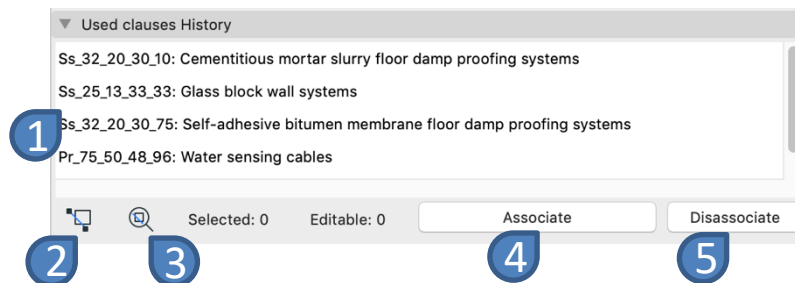 ▼ Used clauses History
Ss_32_20_30_10: Cementitious mortar slurry floor damp proofing systems
Ss_25_13_33_33: Glass block wall systems
1 Ss_32_20_30_75: Self-adhesive bitumen membrane floor damp proofing systems
Pr_75_50_48_96: Water sensing cables
Selected: 0 Editable: 0 Associate Disassociate
2 3 4 5